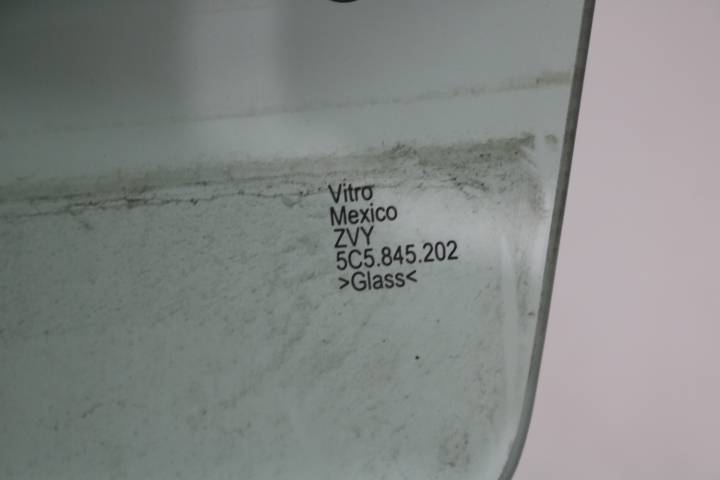 Vitro
Mexico
ZVY
5C5.845.202
>Glass<